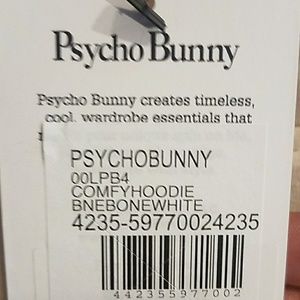 Psycho Bunny
Psycho Bunny creates timeless,
cool, wardrobe essentials that
PSYCHOBUNNY
00LPB4
COMFYHOODIE
BNEBONEWHITE
4235-59770024235
442355977002